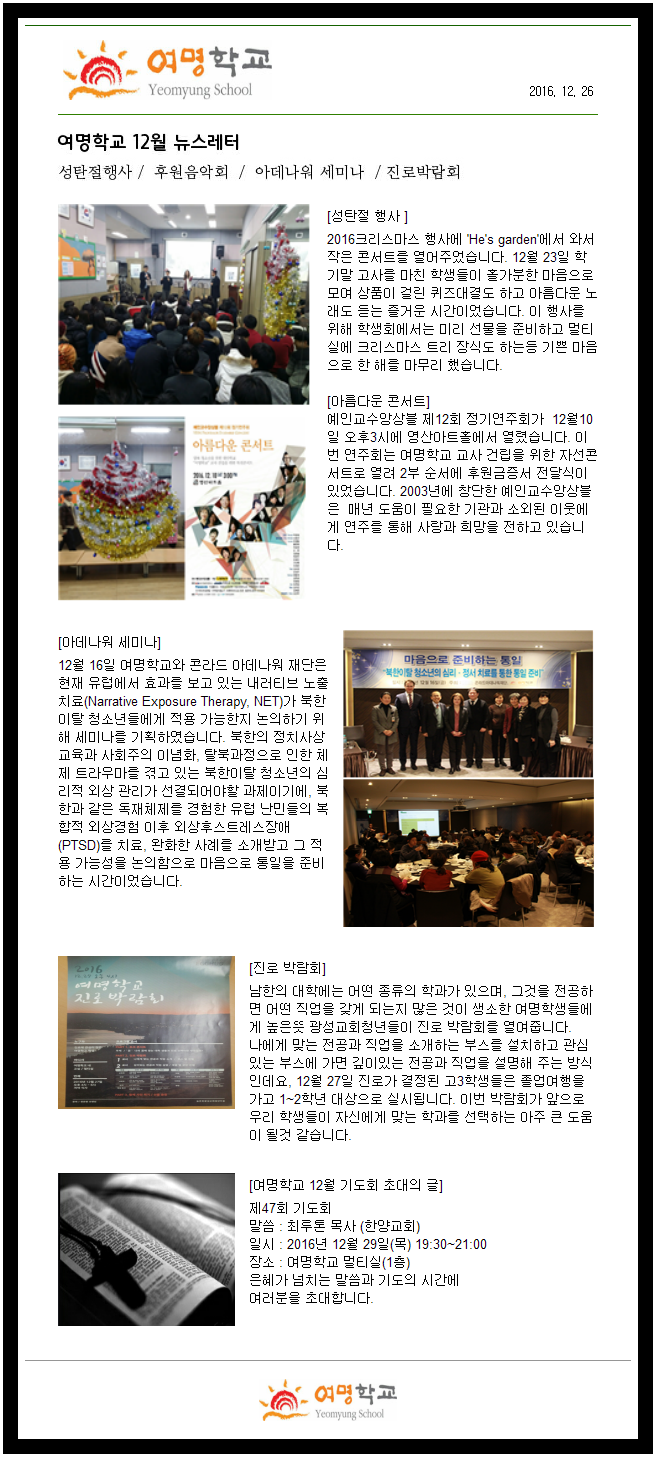 여명학교
Yeomyung School
2016, 12, 26
여명학교 12월 뉴스레터
성탄절행사 / 후원음악회 / 아데나워 세미나 / 진로박람회
[성탄절 행사 ]
2016크리스마스 행사에 'He's garden'에서 와서
작은 콘서트를 열어주었습니다. 12월 23일 학
기말 고사를 마친 학생들이 홀가분한 마음으로
모여 상품이 걸린 퀴즈대결도 하고 아름다운 노
래도 듣는 즐거운 시간이었습니다. 이 행사를
위해 학생회에서는 미리 선물을 준비하고 멀티
실에 크리스마스 트리 장식도 하는등 기쁜 마음
으로 한 해를 마무리 했습니다.
[아름다운 콘서트]
예인교수앙상블 제12회 정기연주회가 12월10
일 오후3시에 영산아트홀에서 열렸습니다. 이
번 연주회는 여명학교 교사 건립을 위한 자선콘
서트로 열려 2부 순서에 후원금증서 전달식이
있었습니다. 2003년에 창단한 예인교수앙상블
은 매년 도움이 필요한 기관과 소외된 이웃에
게 연주를 통해 사랑과 희망을 전하고 있습니
다.
아름다운 콘서트
2016. 12. 10
[아데나워 세미나]
12월 16일 여명학교와 콘라드 아데나워 재단은
현재 유럽에서 효과를 보고 있는 내러티브 노출
치료(Narrative Exposure Therapy, NET)가 북한
이탈 청소년들에게 적용 가능한지 논의하기 위
해 세미나를 기획하였습니다. 북한의 정치사상
교육과 사회주의 이념화, 탈북과정으로 인한 체
제 트라우마를 겪고 있는 북한이탈 청소년의 심
리적 외상 관리가 선결되어야할 과제이기에, 북
한과 같은 독재체제를 경험한 유럽 난민들의 복
합적 외상경험 이후 외상후스트레스장애
(PTSD)를 치료, 완화한 사례를 소개받고 그 적
용 가능성을 논의함으로 마음으로 통일을 준비
하는 시간이었습니다.
마음으로 준비하는 통일
"북한이탈 청소년의 심리·정서 치료를 통한 통일 준비"
2016
여명학교
진로 박람회
[진로 박람회]
남한의 대학에는 어떤 종류의 학과가 있으며, 그것을 전공하
면 어떤 직업을 갖게 되는지 많은 것이 생소한 여명학생들에
게 높은뜻 광성교회청년들이 진로 박람회를 열여줍니다.
나에게 맞는 전공과 직업을 소개하는 부스를 설치하고 관심
있는 부스에 가면 깊이있는 전공과 직업을 설명해 주는 방식
인데요, 12월 27일 진로가 결정된 고3학생들은 졸업여행을
가고 1~2학년 대상으로 실시됩니다. 이번 박람회가 앞으로
우리 학생들이 자신에게 맞는 학과를 선택하는 아주 큰 도움
이 될것 같습니다.
[여명학교 12월 기도회 초대의 글]
제47회 기도회
말씀 : 최루톤 목사 (한양교회)
일시 : 2016년 12월 29일(목) 19:30~21:00
장소 : 여명학교 멀티실(1층)
은혜가 넘치는 말씀과 기도의 시간에
여러분을 초대합니다.
여명학교
Yeomyung School